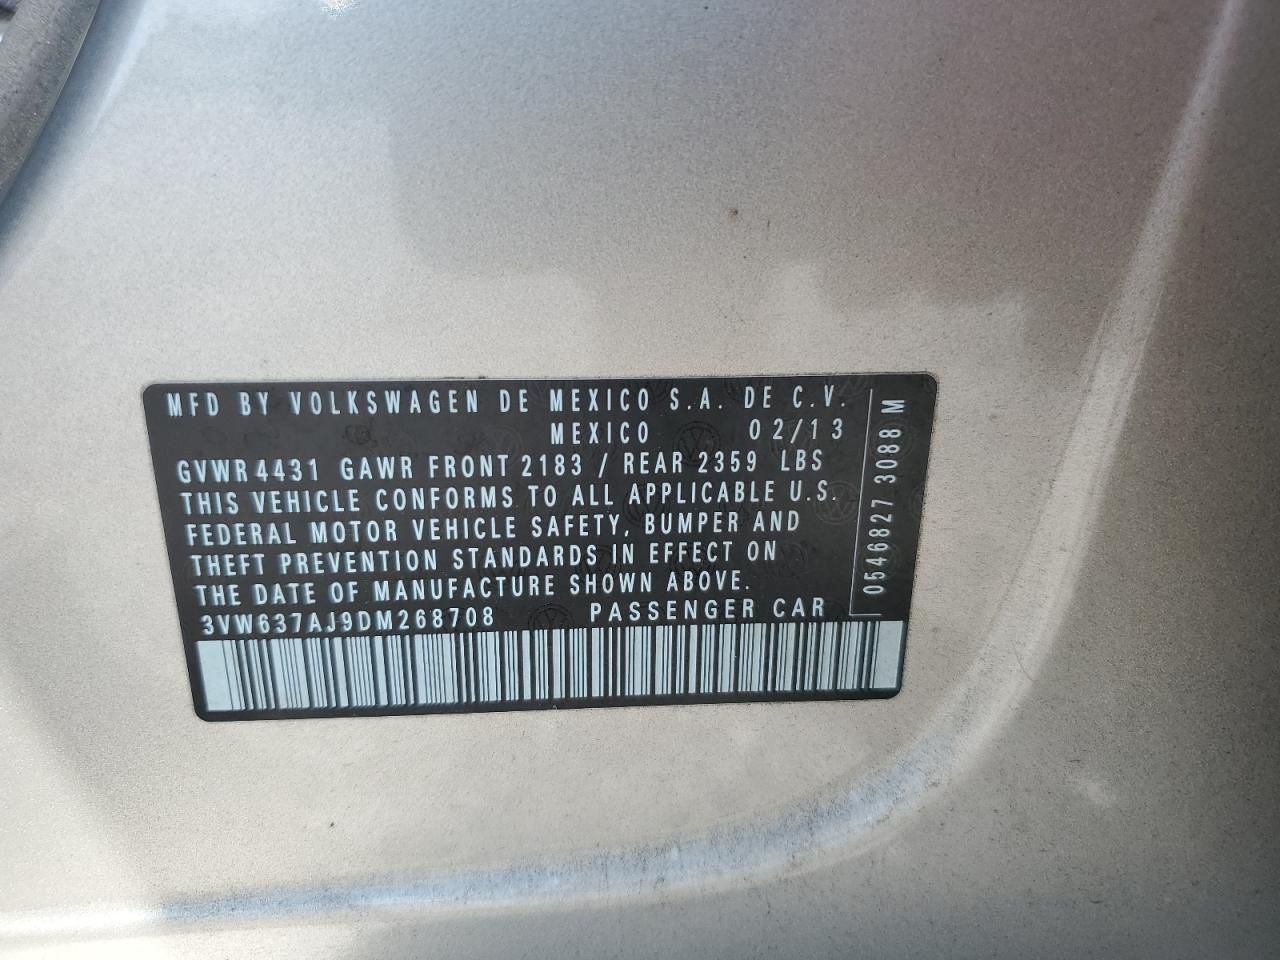 MFD BY VOLKSWAGEN DE MEXICO S.A. DE C.V.
MEXICO 02/13
GVWR 4431 GAWR FRONT 2183 / REAR 2359 LBS
THIS VEHICLE CONFORMS TO ALL APPLICABLE U.S.
FEDERAL MOTOR VEHICLE SAFETY, BUMPER AND
THEFT PREVENTION STANDARDS IN EFFECT ON
THE DATE OF MANUFACTURE SHOWN ABOVE.
3VW637AJ9DM268708 PASSENGER CAR
0546827 3088 M